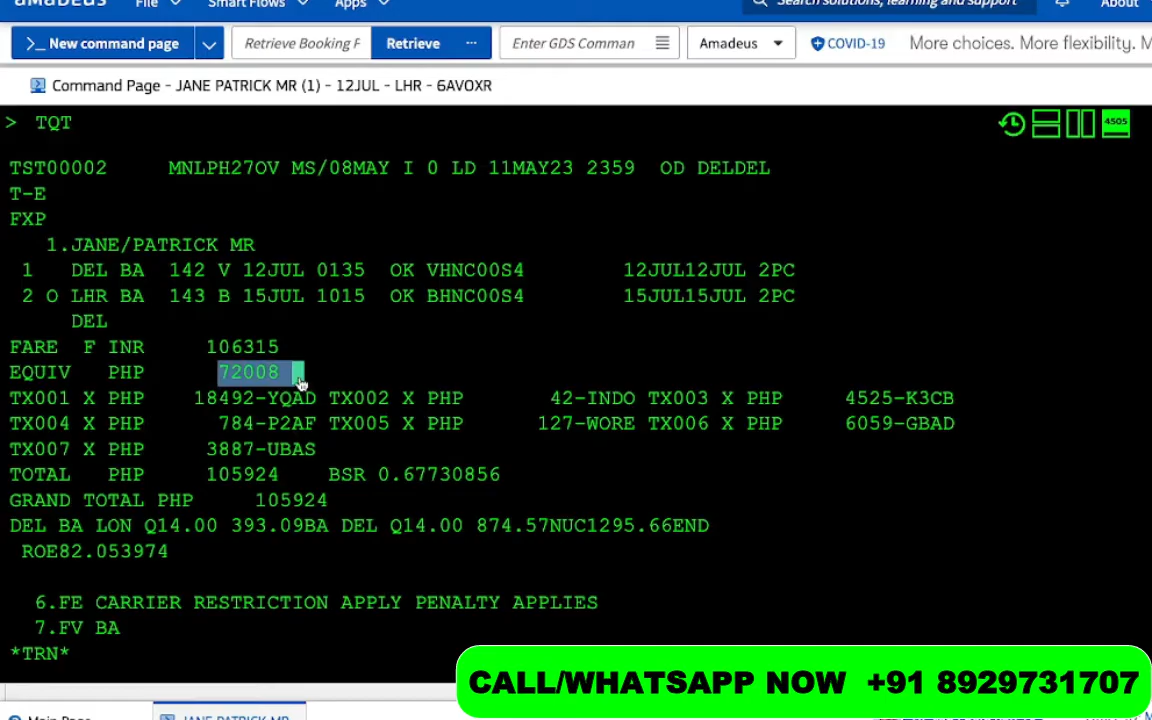 amadeus File Smart Flows Apps Search solutions, learning and support About
>_ New command page Retrieve Booking F Retrieve ... Enter GDS Comman Amadeus COVID-19 More choices. More flexibility.
Command Page - JANE PATRICK MR (1) - 12JUL - LHR - 6AVOXR
> TQT
4505
TST00002 MNLPH27OV MS/08MAY I 0 LD 11MAY23 2359 OD DELDEL
T-E
FXP
1.JANE/PATRICK MR
1 DEL BA 142 V 12JUL 0135 OK VHNC00S4 12JUL12JUL 2PC
2 O LHR BA 143 B 15JUL 1015 OK BHNC00S4 15JUL15JUL 2PC
DEL
FARE F INR 106315
EQUIV PHP 72008
TX001 X PHP 18492-YQAD TX002 X PHP 42-INDO TX003 X PHP 4525-K3CB
TX004 X PHP 784-P2AF TX005 X PHP 127-WORE TX006 X PHP 6059-GBAD
TX007 X PHP 3887-UBAS
TOTAL PHP 105924 BSR 0.67730856
GRAND TOTAL PHP 105924
DEL BA LON Q14.00 393.09BA DEL Q14.00 874.57NUC1295.66END
ROE82.053974
6.FE CARRIER RESTRICTION APPLY PENALTY APPLIES
7.FV BA
*TRN*
CALL/WHATSAPP NOW +91 8929731707
Main Page JANE PATRICK MR